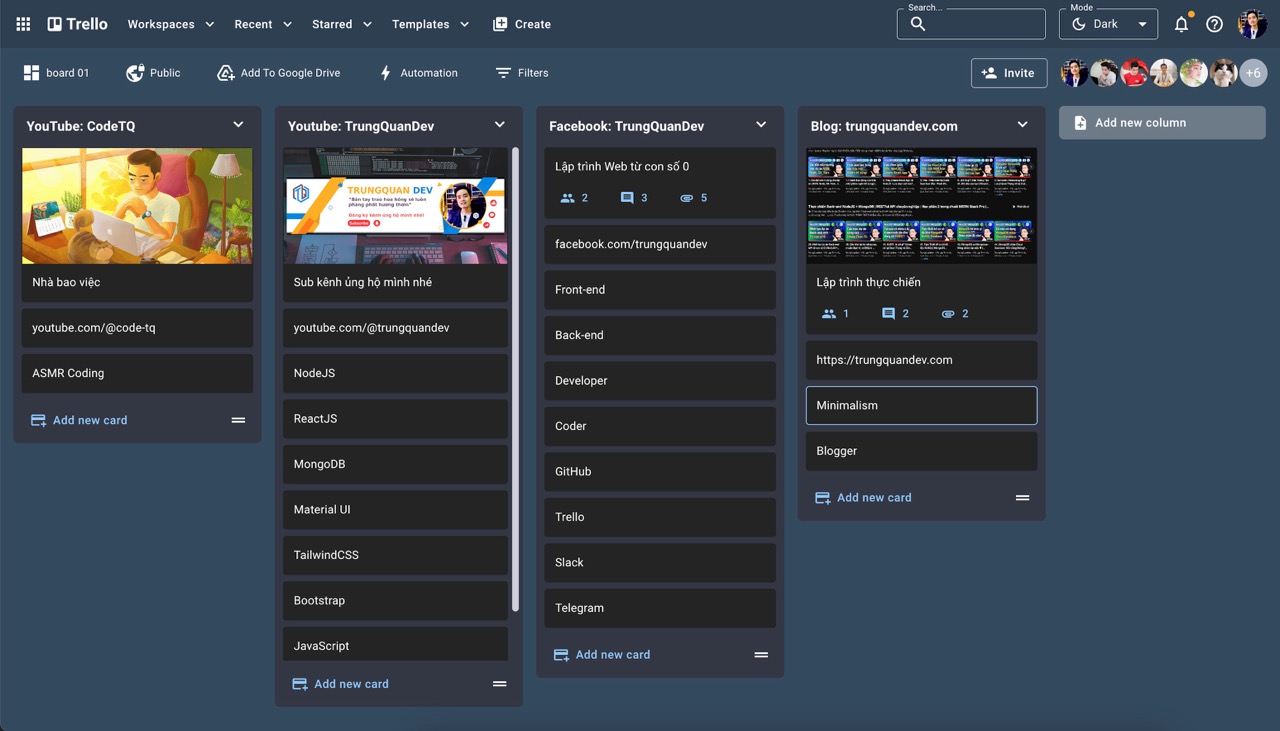 Trello
Workspaces
Recent
Starred
Templates
Create
Search...
Mode
Dark
board 01
Public
Add To Google Drive
Automation
Filters
Invite
+6
YouTube: CodeTQ
Nhà bao việc
youtube.com/@code-tq
ASMR Coding
Add new card
Youtube: TrungQuanDev
TRUNGQUAN DEV
"Bàn tay trao hoa hồng sẽ luôn
phảng phất hương thơm"
Đăng ký kênh ủng hộ mình nhé!
Subscribe
Sub kênh ủng hộ mình nhé
youtube.com/@trungquandev
NodeJS
ReactJS
MongoDB
Material UI
TailwindCSS
Bootstrap
JavaScript
Add new card
Facebook: TrungQuanDev
Lập trình Web từ con số 0
2
3
5
facebook.com/trungquandev
Front-end
Back-end
Developer
Coder
GitHub
Trello
Slack
Telegram
Add new card
Blog: trungquandev.com
Lập trình thực chiến
1
2
2
https://trungquandev.com
Minimalism
Blogger
Add new card
Add new column